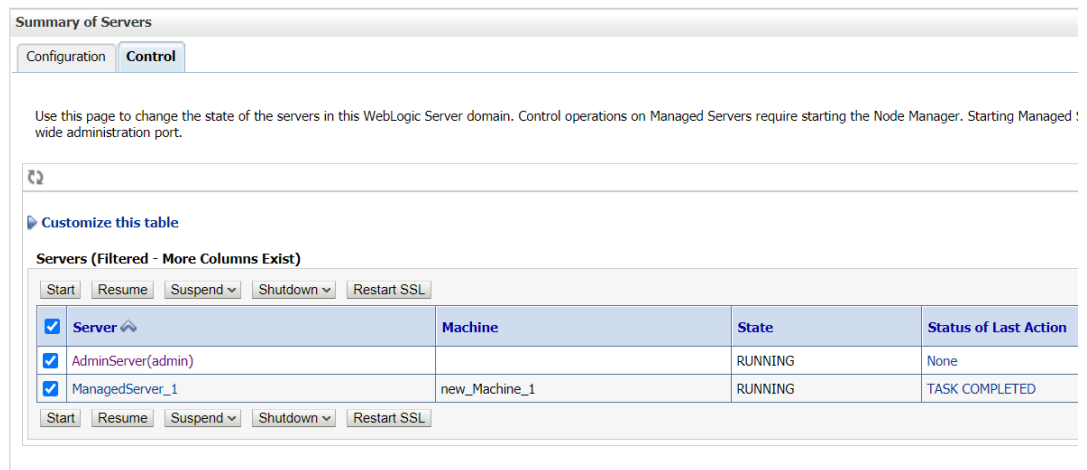 Summary of Servers
Configuration Control
Use this page to change the state of the servers in this WebLogic Server domain. Control operations on Managed Servers require starting the Node Manager. Starting Managed
wide administration port.
Customize this table
Servers (Filtered - More Columns Exist)
Start Resume Suspend Shutdown Restart SSL
Server Machine State Status of Last Action
AdminServer(admin) RUNNING None
ManagedServer_1 new_Machine_1 RUNNING TASK COMPLETED
Start Resume Suspend Shutdown Restart SSL